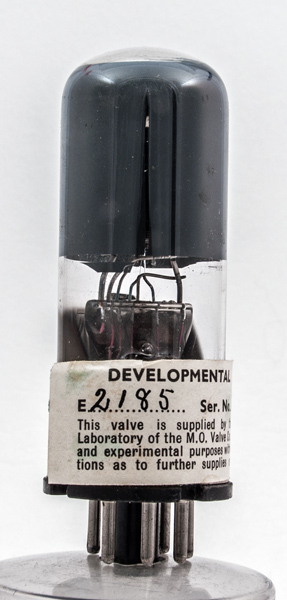 DEVELOPMENTAL
E...2185... Ser. No.
This valve is supplied by
Laboratory of the M.O. Valve
and experimental purposes
tions as to further supplies